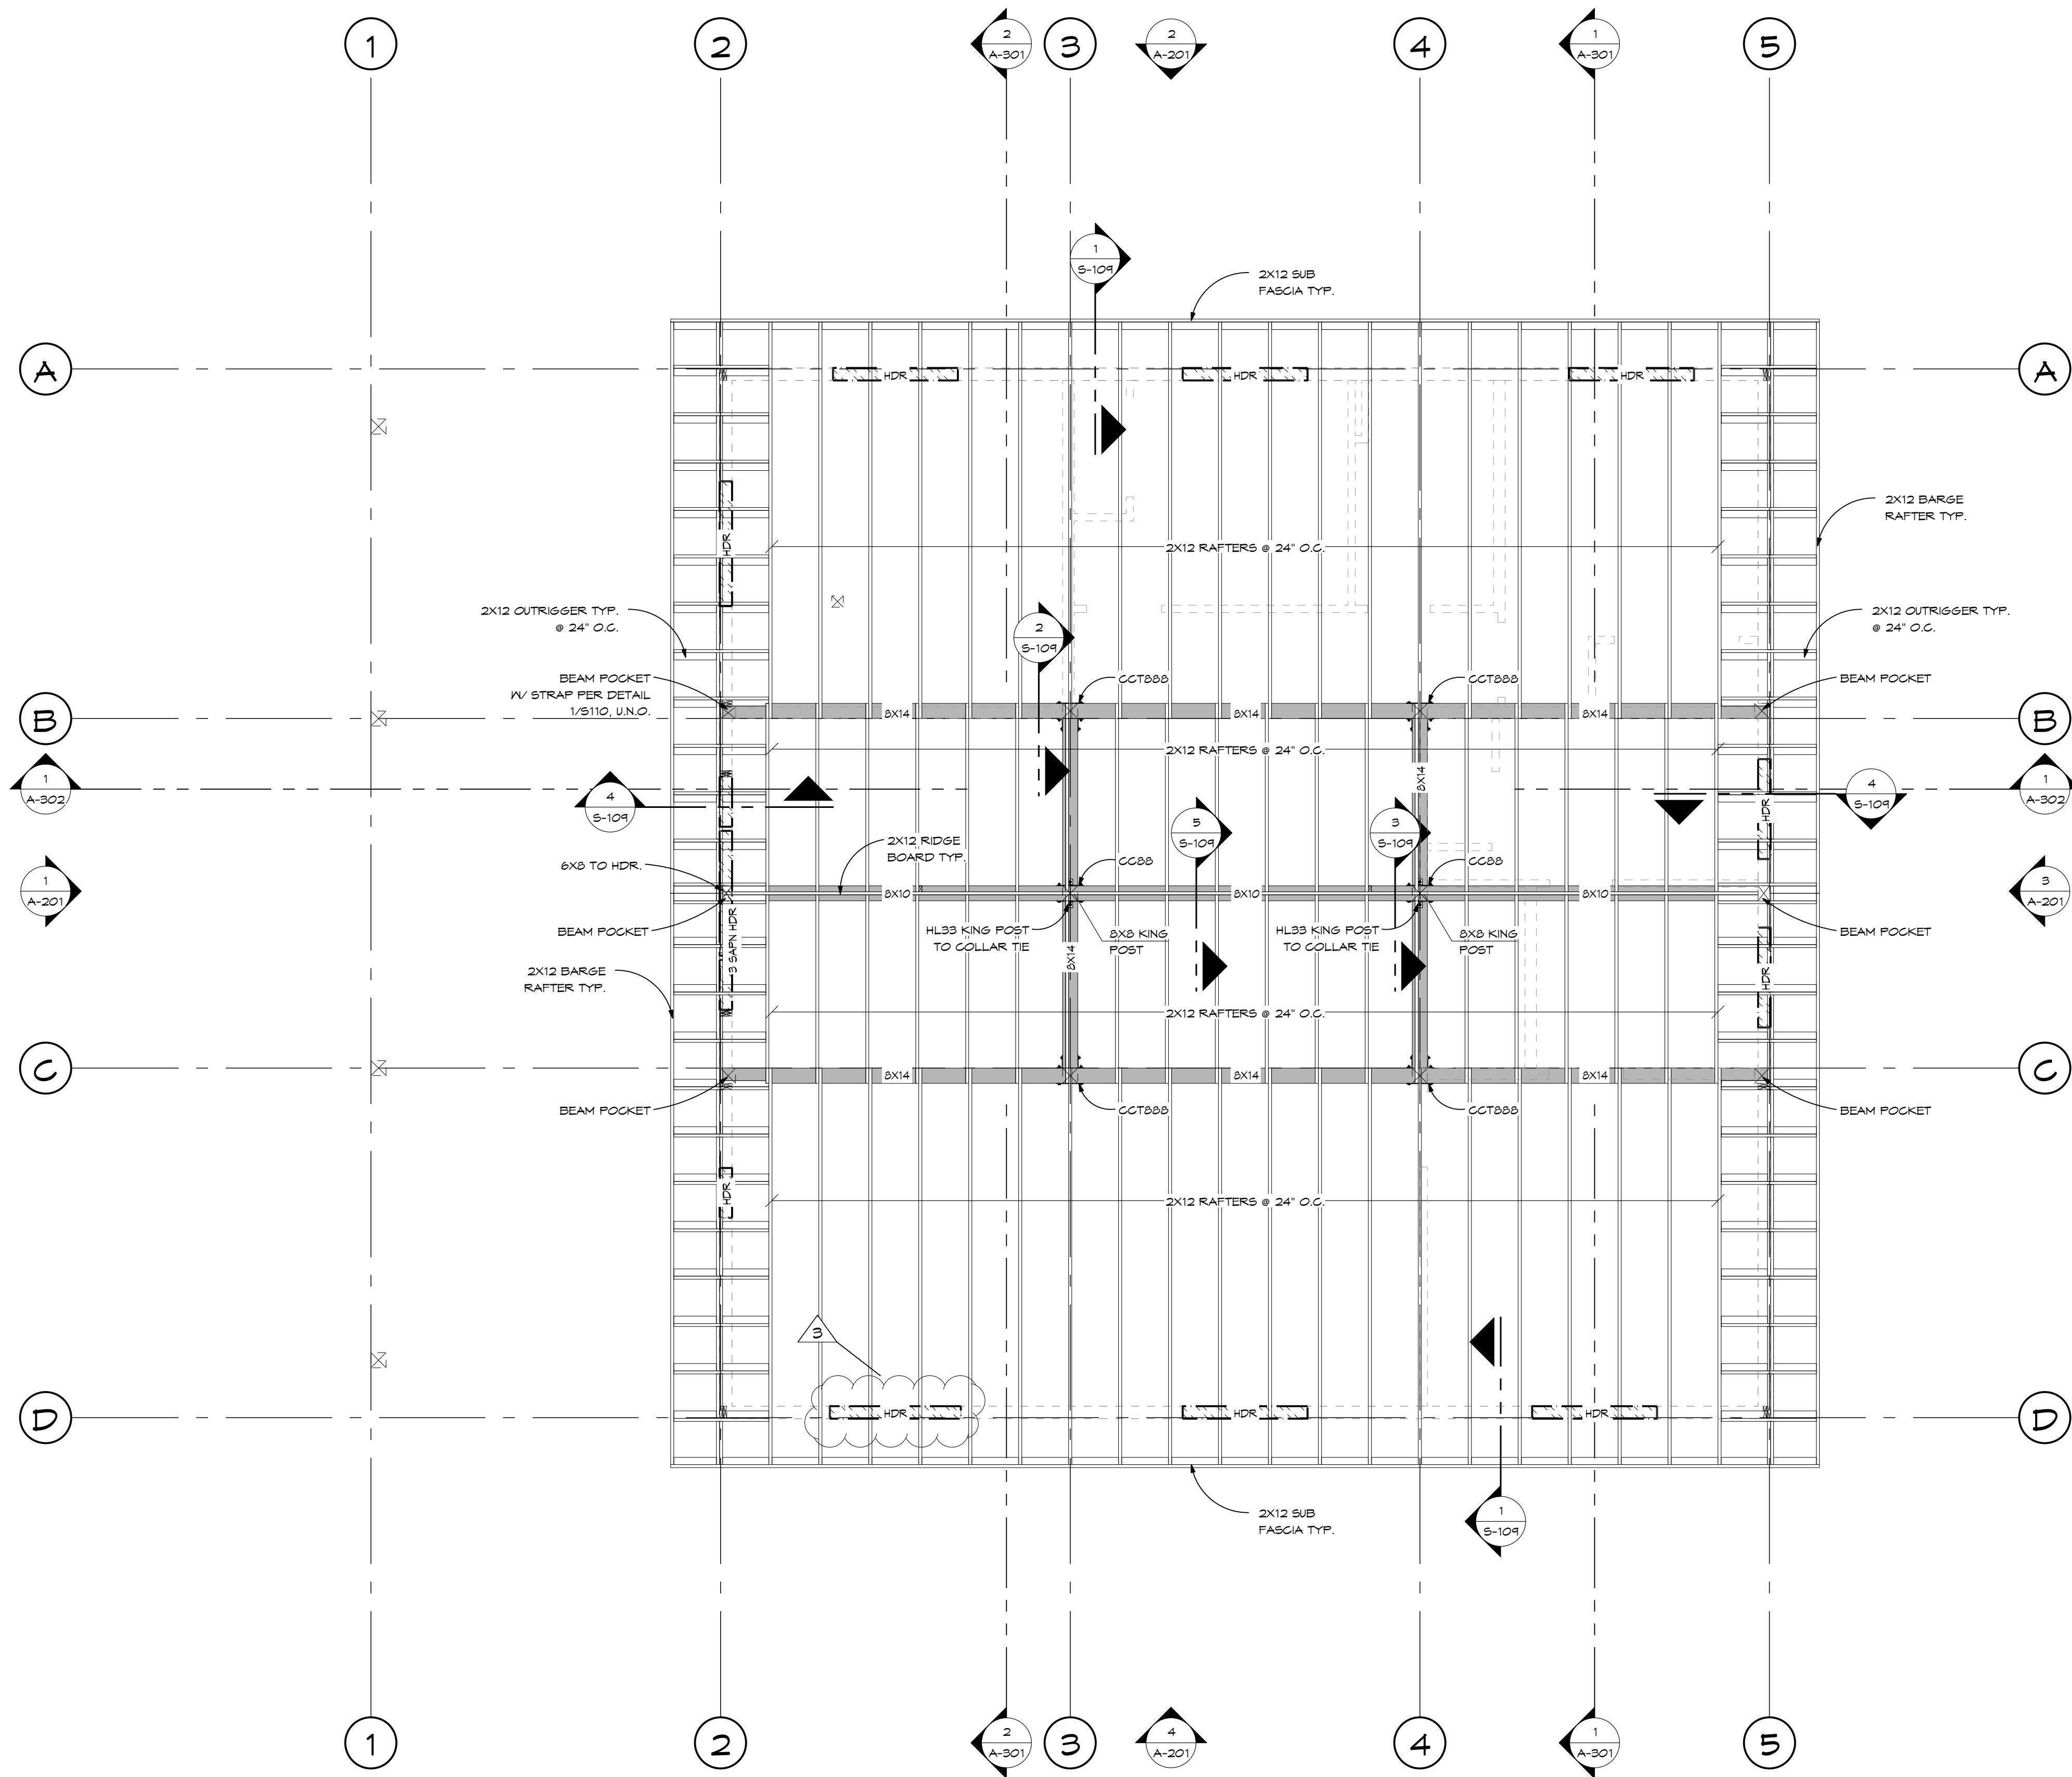 1
2
2
A-301
3
2
A-201
4
1
A-301
5
1
S-109
2X12 SUB
FASCIA TYP.
A
HDR
HDR
HDR
A
2X12 BARGE
RAFTER TYP.
HDR
2X12 RAFTERS @ 24" O.C.
2X12 OUTRIGGER TYP.
@ 24" O.C.
2
S-109
2X12 OUTRIGGER TYP.
@ 24" O.C.
BEAM POCKET
W/ STRAP PER DETAIL
1/S110, U.N.O.
CCT888
CCT888
BEAM POCKET
B
8X14
8X14
8X14
B
2X12 RAFTERS @ 24" O.C.
1
A-302
4
S-109
8X14
4
S-109
1
A-302
HDR
2X12 RIDGE
BOARD TYP.
5
S-109
3
S-109
6X8 TO HDR.
CC88
CC88
1
A-201
8X10
8X10
8X10
3
A-201
BEAM POCKET
3 SAPN HDR
HL33 KING POST
TO COLLAR TIE
8X14
8X8 KING
POST
HL33 KING POST
TO COLLAR TIE
8X8 KING
POST
BEAM POCKET
2X12 BARGE
RAFTER TYP.
HDR
2X12 RAFTERS @ 24" O.C.
C
8X14
8X14
8X14
C
BEAM POCKET
CCT888
CCT888
BEAM POCKET
HDR
2X12 RAFTERS @ 24" O.C.
3
D
HDR
HDR
HDR
D
2X12 SUB
FASCIA TYP.
1
S-109
1
2
2
A-301
3
4
A-201
4
1
A-301
5